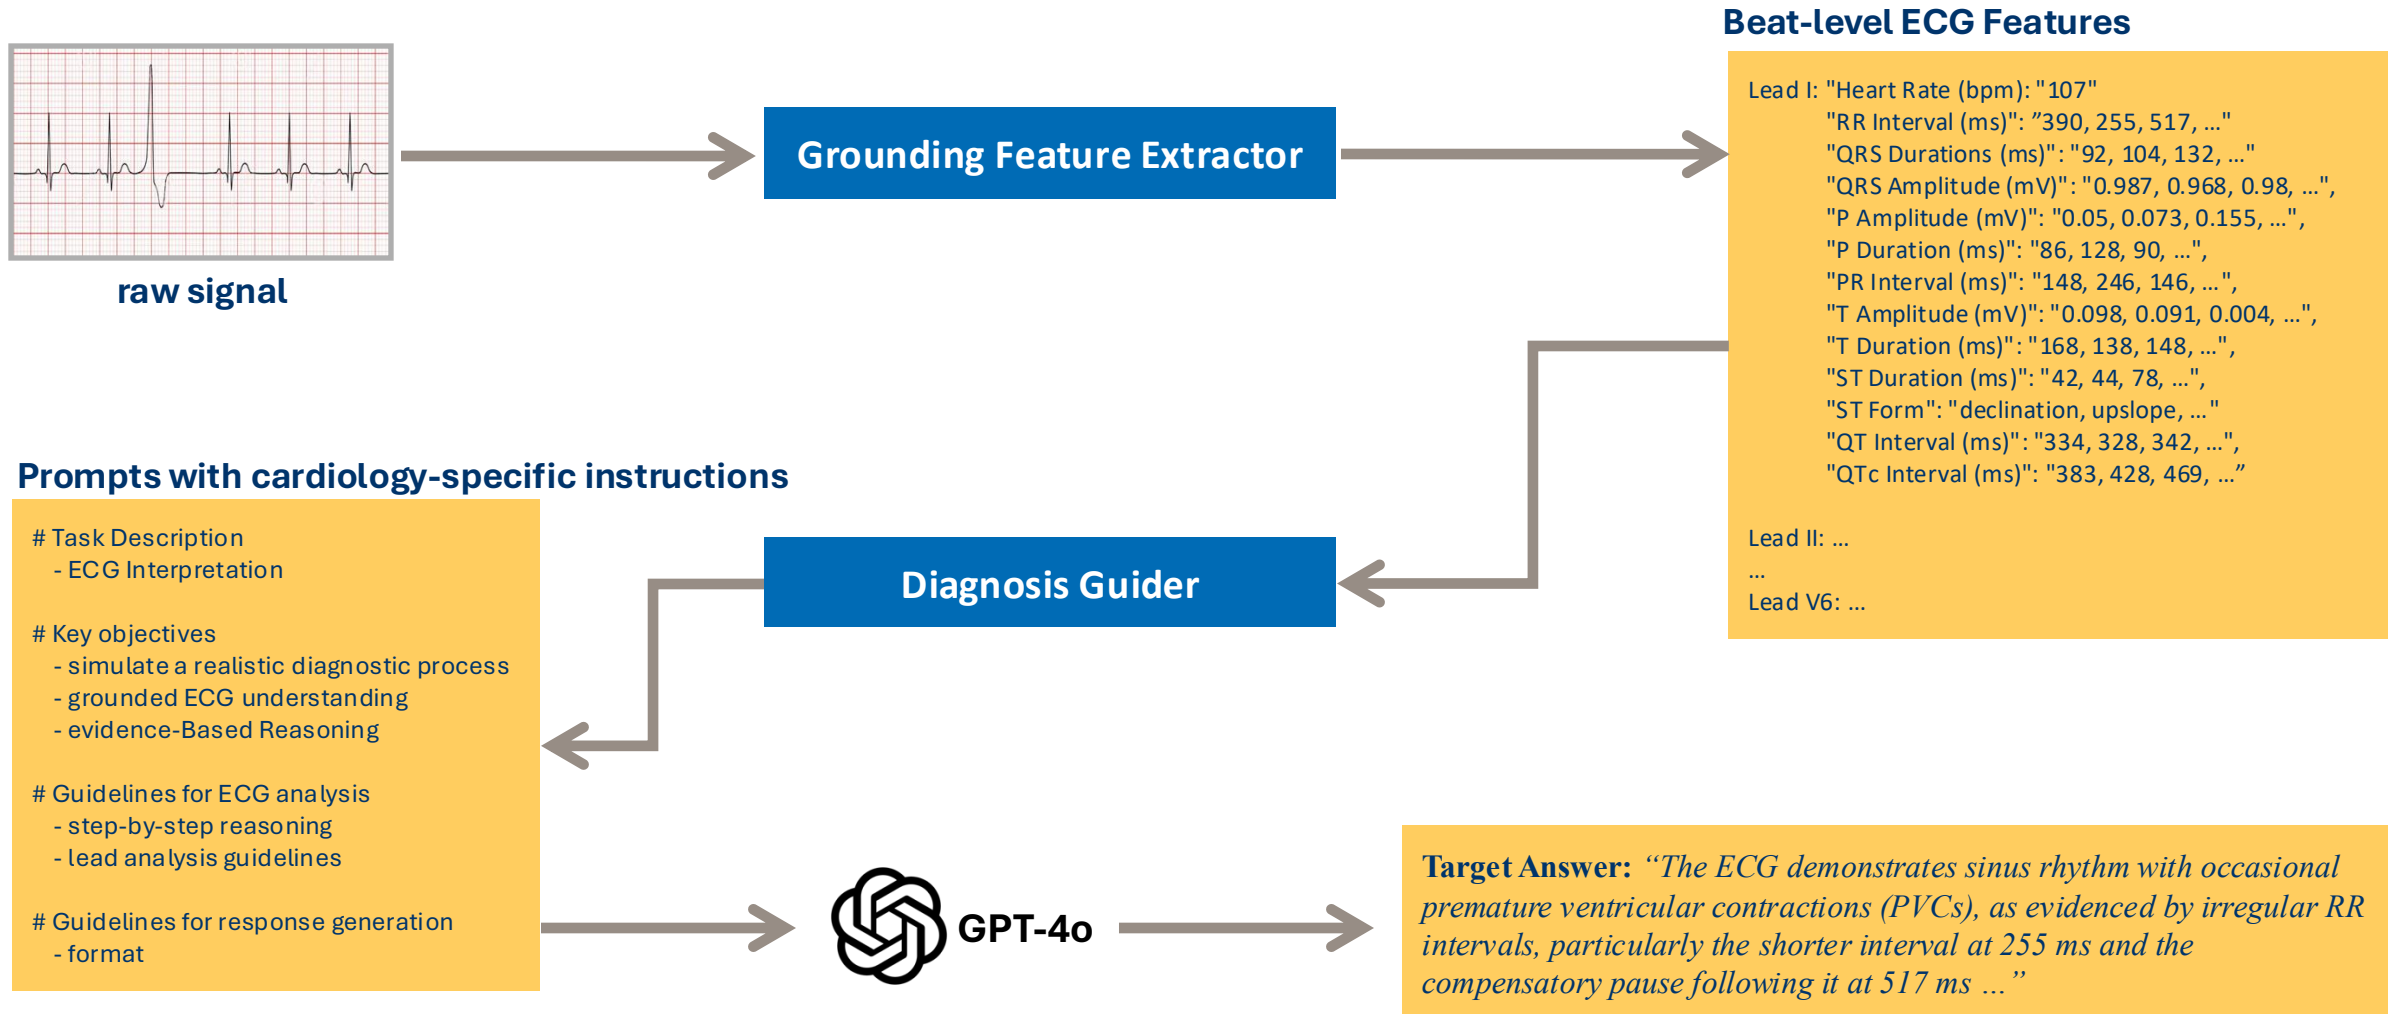 Beat-level ECG Features
raw signal
Grounding Feature Extractor
Lead I: "Heart Rate (bpm): "107"
"RR Interval (ms)": ”390, 255, 517, ..."
"QRS Durations (ms)": "92, 104, 132, ..."
"QRS Amplitude (mV)": "0.987, 0.968, 0.98, ...",
"P Amplitude (mV)": "0.05, 0.073, 0.155, ...",
"P Duration (ms)": "86, 128, 90, ...",
"PR Interval (ms)": "148, 246, 146, ...",
"T Amplitude (mV)": "0.098, 0.091, 0.004, ...",
"T Duration (ms)": "168, 138, 148, ...",
"ST Duration (ms)": "42, 44, 78, ...",
"ST Form": "declination, upslope, ..."
"QT Interval (ms)": "334, 328, 342, ...",
"QTc Interval (ms)": "383, 428, 469, ...”
Lead II: ...
...
Lead V6: ...
Diagnosis Guider
Prompts with cardiology-specific instructions
# Task Description
- ECG Interpretation
# Key objectives
- simulate a realistic diagnostic process
- grounded ECG understanding
- evidence-Based Reasoning
# Guidelines for ECG analysis
- step-by-step reasoning
- lead analysis guidelines
# Guidelines for response generation
- format
GPT-4o
Target Answer: “The ECG demonstrates sinus rhythm with occasional
premature ventricular contractions (PVCs), as evidenced by irregular RR
intervals, particularly the shorter interval at 255 ms and the
compensatory pause following it at 517 ms ...”